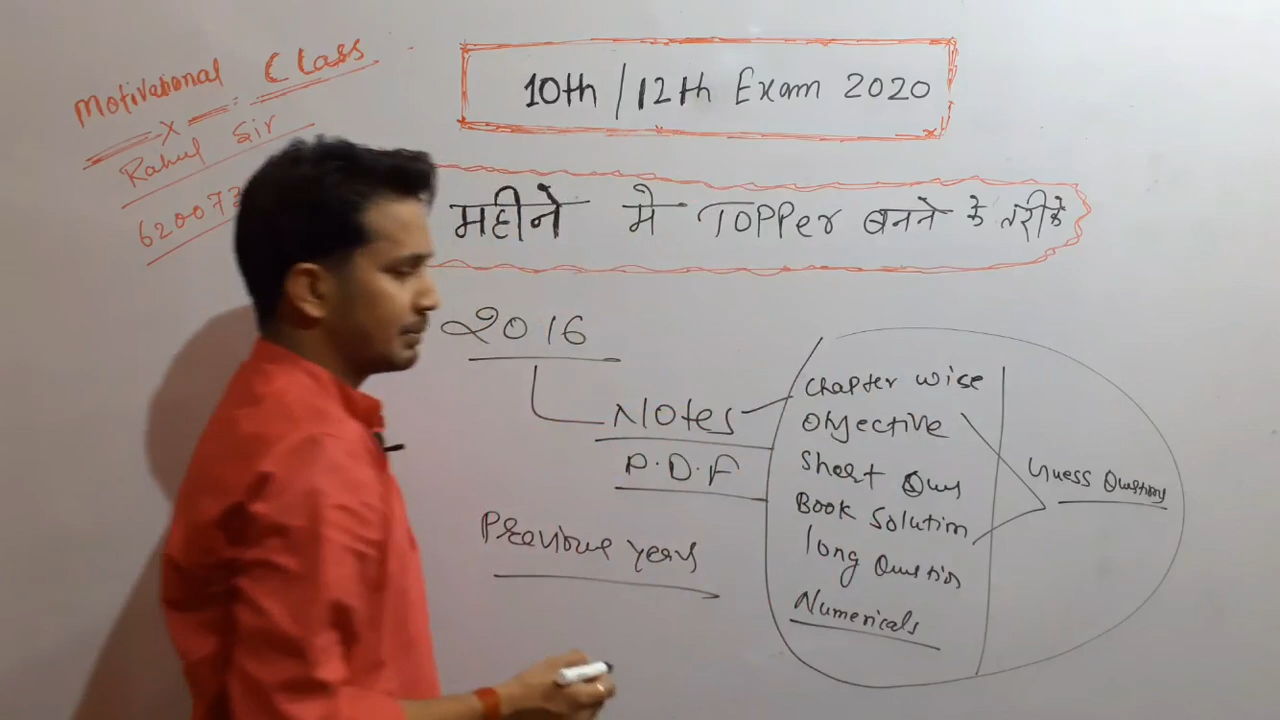 Motivational Class
X
Rahul Sir
620073
10th / 12th Exam 2020
महीने मे Topper बनने के तरीके
2016
Notes
P.D.F
Previous years
Chapter wise
Objective
Short Ques
Book Solution
long Question
Numericals
Guess Questions